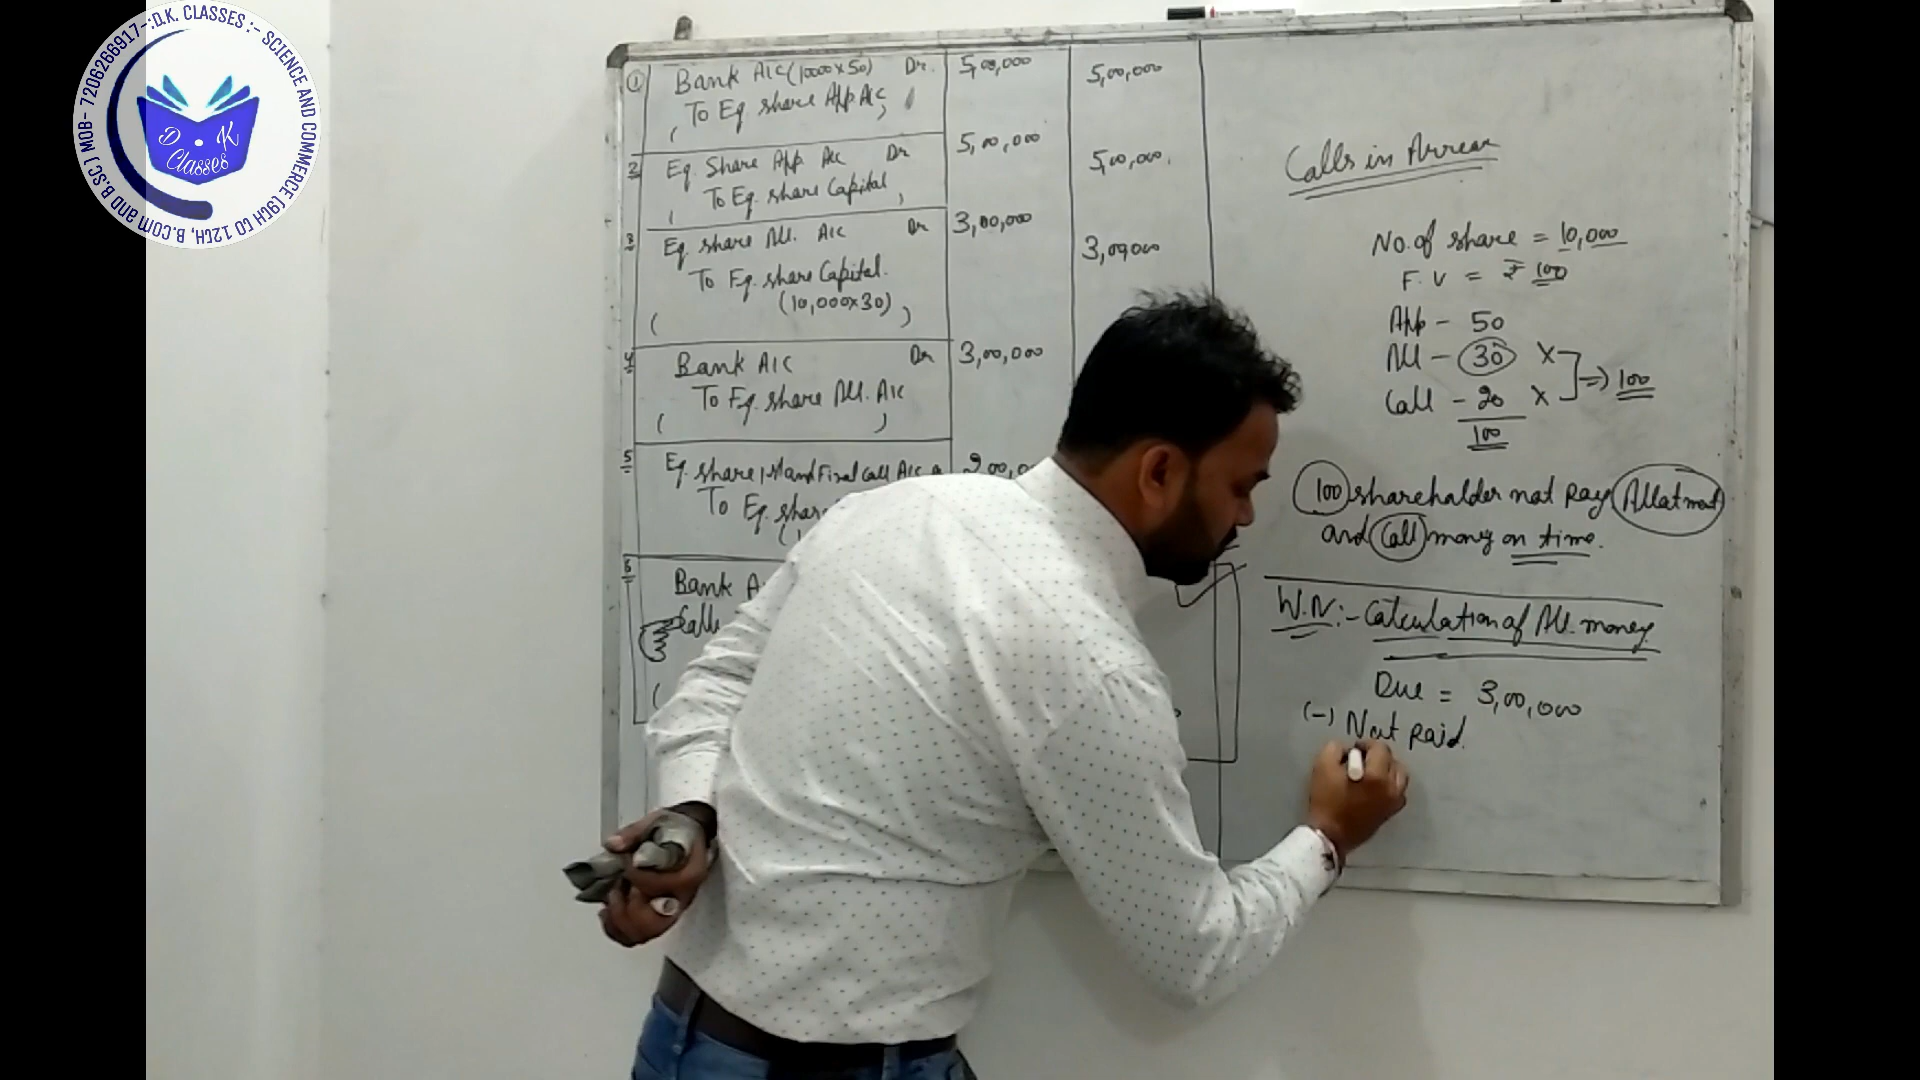 :D.K. CLASSES :- SCIENCE AND COMMERCE (9TH TO 12TH, B.COM and B.SC.) MOB- 7206266917-
D.K
Classes
1 Bank A/c (10000x50) Dr. 5,00,000
To Eq share App A/c 5,00,000
2 Eq. Share App. A/c Dr 5,00,000
To Eq. share Capital 5,00,000.
3 Eq share All. A/c Dr 3,00,000
To Eq. share Capital. 3,00,000
(10,000x30)
( )
4 Bank A/c Dr 3,00,000
To Eq. share All. A/c
( )
5 Eq. share 1st and Final Call A/c
To Eq. share
6 Bank A
Calls
(
Calls in Arrear
No. of share = 10,000
F.V = ₹ 100
App - 50
All - 30 X
Call - 20 X => 100
100
100 shareholder not pay Allotment
and Call money on time.
W.N:- Calculation of All. money
Due = 3,00,000
(-) Not paid.